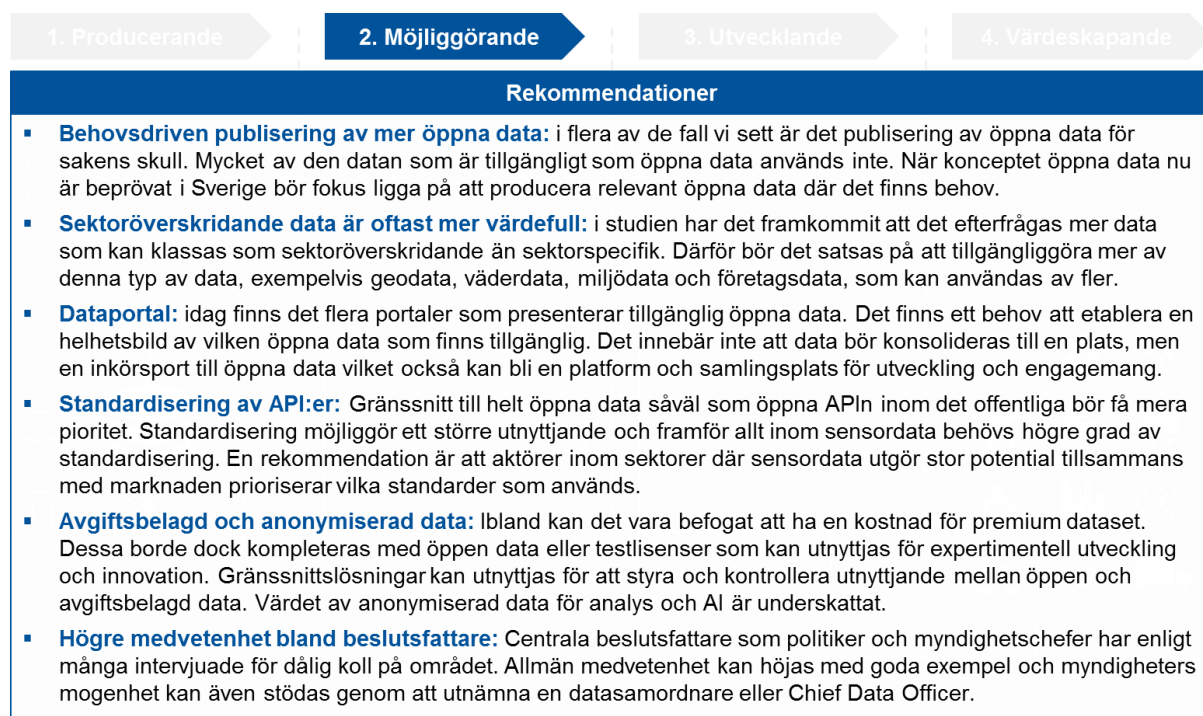 1. Producerande
2. Möjliggörande
3. Utvecklande
4. Värdeskapande
Rekommendationer
▪ Behovsdriven publisering av mer öppna data: i flera av de fall vi sett är det publisering av öppna data för
sakens skull. Mycket av den datan som är tillgängligt som öppna data används inte. När konceptet öppna data nu
är beprövat i Sverige bör fokus ligga på att producera relevant öppna data där det finns behov.
▪ Sektoröverskridande data är oftast mer värdefull: i studien har det framkommit att det efterfrågas mer data
som kan klassas som sektoröverskridande än sektorspecifik. Därför bör det satsas på att tillgängliggöra mer av
denna typ av data, exempelvis geodata, väderdata, miljödata och företagsdata, som kan användas av fler.
▪ Dataportal: idag finns det flera portaler som presenterar tillgänglig öppna data. Det finns ett behov att etablera en
helhetsbild av vilken öppna data som finns tillgänglig. Det innebär inte att data bör konsolideras till en plats, men
en inkörsport till öppna data vilket också kan bli en platform och samlingsplats för utveckling och engagemang.
▪ Standardisering av API:er: Gränssnitt till helt öppna data såväl som öppna APIn inom det offentliga bör få mera
pioritet. Standardisering möjliggör ett större utnyttjande och framför allt inom sensordata behövs högre grad av
standardisering. En rekommendation är att aktörer inom sektorer där sensordata utgör stor potential tillsammans
med marknaden prioriserar vilka standarder som används.
▪ Avgiftsbelagd och anonymiserad data: Ibland kan det vara befogat att ha en kostnad för premium dataset.
Dessa borde dock kompleteras med öppen data eller testlisenser som kan utnyttjas för expertimentell utveckling
och innovation. Gränssnittslösningar kan utnyttjas för att styra och kontrollera utnyttjande mellan öppen och
avgiftsbelagd data. Värdet av anonymiserad data för analys och AI är underskattat.
▪ Högre medvetenhet bland beslutsfattare: Centrala beslutsfattare som politiker och myndighetschefer har enligt
många intervjuade för dålig koll på området. Allmän medvetenhet kan höjas med goda exempel och myndigheters
mogenhet kan även stödas genom att utnämna en datasamordnare eller Chief Data Officer.